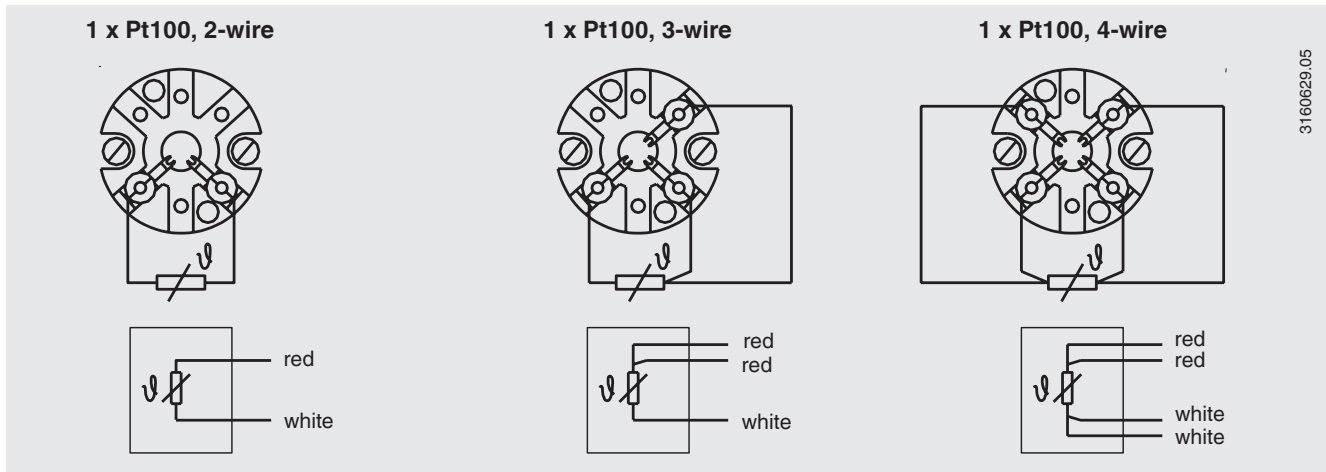 1 x Pt100, 2-wire
1 x Pt100, 3-wire
1 x Pt100, 4-wire
3160629.05
ϑ
ϑ
ϑ
ϑ
red
white
ϑ
red
red
white
ϑ
red
red
white
white